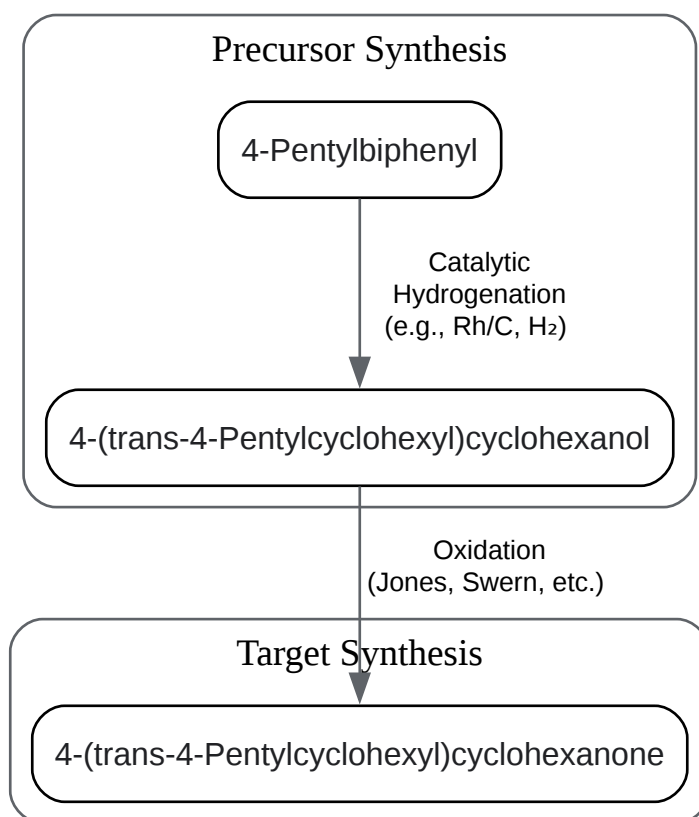 Precursor Synthesis
4-Pentylbiphenyl
Catalytic
Hydrogenation
(e.g., Rh/C, H₂)
4-(trans-4-Pentylcyclohexyl)cyclohexanol
Oxidation
(Jones, Swern, etc.)
Target Synthesis
4-(trans-4-Pentylcyclohexyl)cyclohexanone